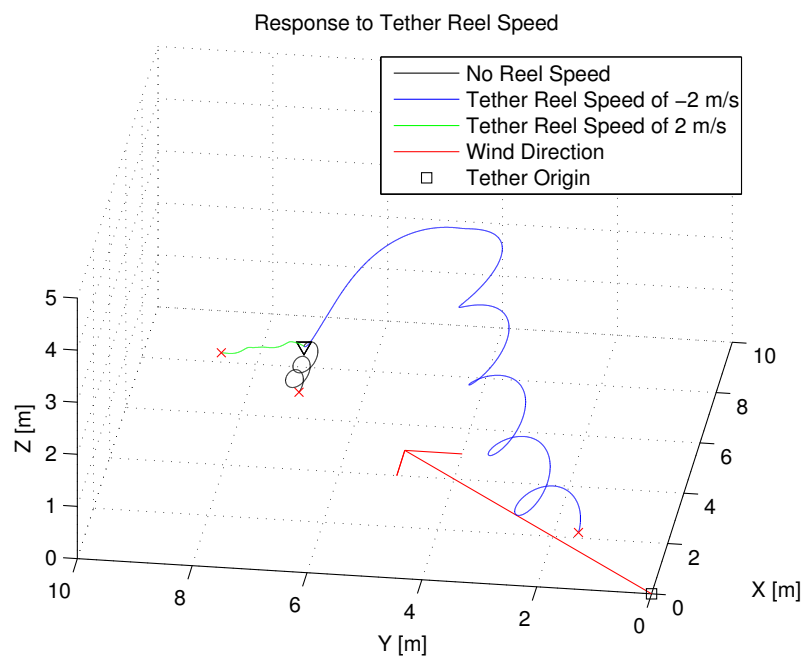 Response to Tether Reel Speed
No Reel Speed
Tether Reel Speed of −2 m/s
Tether Reel Speed of 2 m/s
Wind Direction
Tether Origin
5
4
3
2
1
0
Z [m]
10
8
6
4
2
0
Y [m]
0
2
4
6
8
10
X [m]